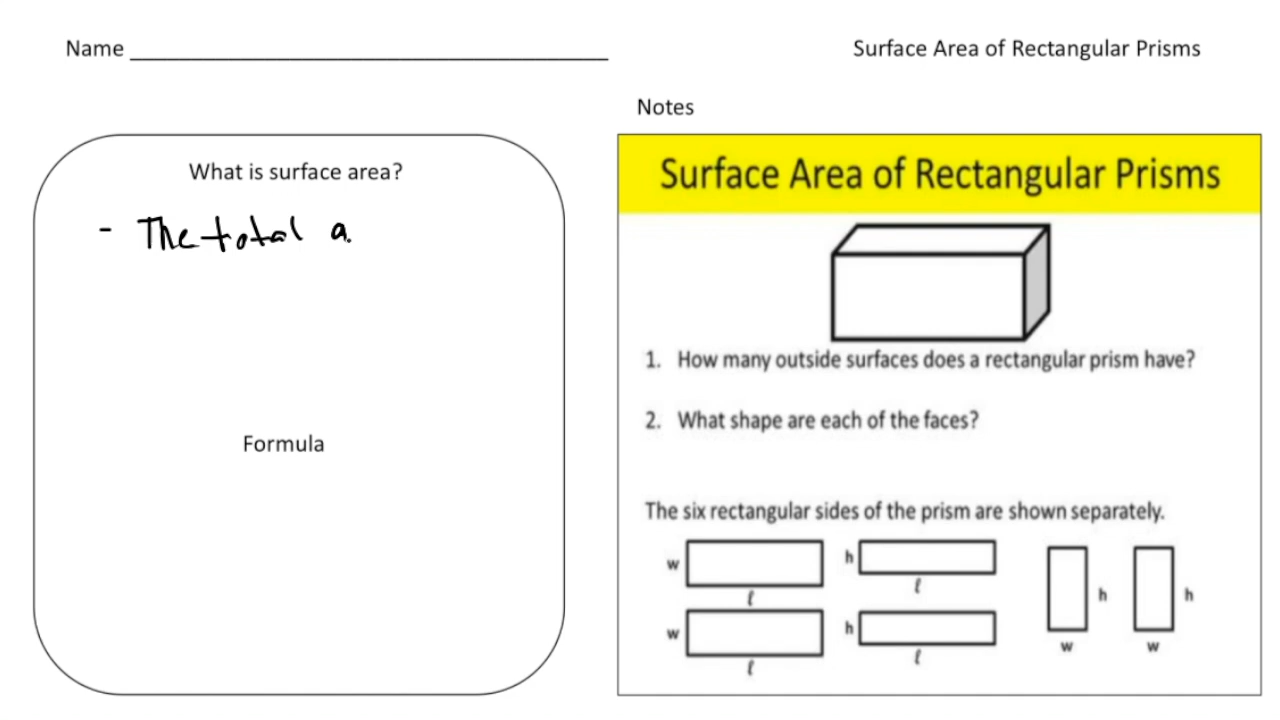 Name
Surface Area of Rectangular Prisms
Notes
What is surface area?
- The total a.
Formula
Surface Area of Rectangular Prisms
1. How many outside surfaces does a rectangular prism have?
2. What shape are each of the faces?
The six rectangular sides of the prism are shown separately.
w
ℓ
h
ℓ
h
w
h
w
w
ℓ
h
ℓ